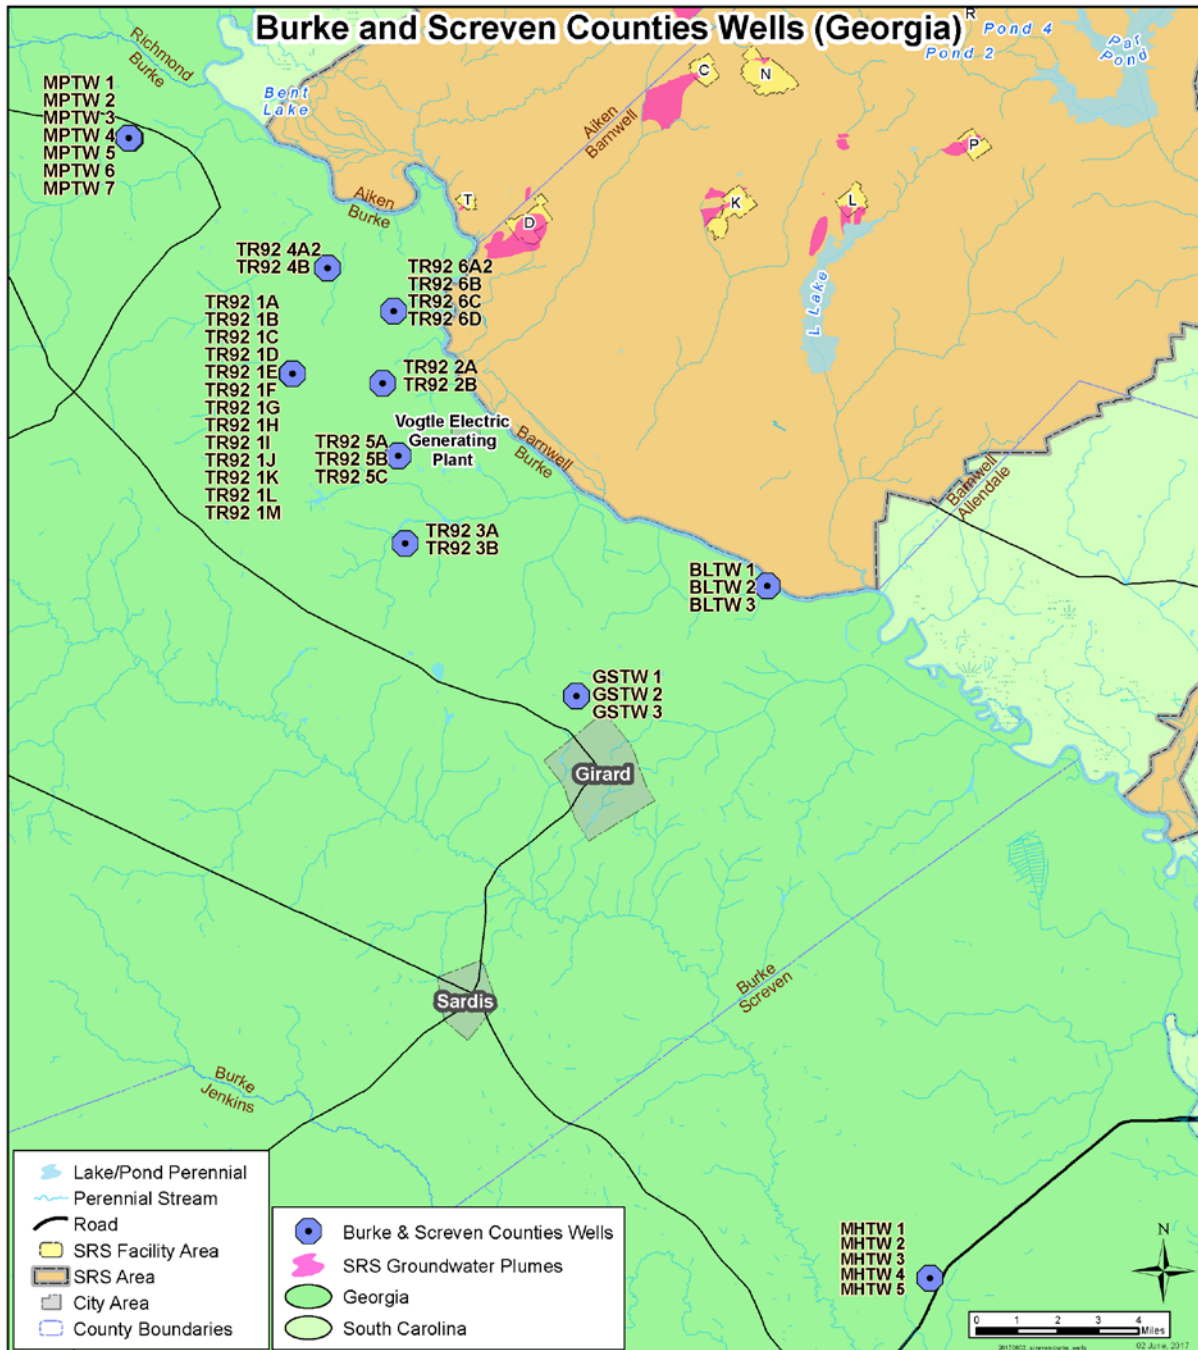 Burke and Screven Counties Wells (Georgia)
R
Pond 4
Pond 2
Par
Pond
Richmond
Burke
Bent
Lake
C
N
MPTW 1
MPTW 2
MPTW 3
MPTW 4
MPTW 5
MPTW 6
MPTW 7
Aiken
Barnwell
P
Aiken
Burke
T
D
K
L
L Lake
TR92 4A2
TR92 4B
TR92 6A2
TR92 6B
TR92 6C
TR92 6D
TR92 1A
TR92 1B
TR92 1C
TR92 1D
TR92 1E
TR92 1F
TR92 1G
TR92 1H
TR92 1I
TR92 1J
TR92 1K
TR92 1L
TR92 1M
TR92 2A
TR92 2B
Vogtle Electric
Generating
Plant
TR92 5A
TR92 5B
TR92 5C
Barnwell
Burke
Barnwell
Allendale
TR92 3A
TR92 3B
BLTW 1
BLTW 2
BLTW 3
GSTW 1
GSTW 2
GSTW 3
Girard
Sardis
Burke
Screven
Burke
Jenkins
Lake/Pond Perennial
Perennial Stream
Road
SRS Facility Area
SRS Area
City Area
County Boundaries
Burke & Screven Counties Wells
SRS Groundwater Plumes
Georgia
South Carolina
MHTW 1
MHTW 2
MHTW 3
MHTW 4
MHTW 5
N
0 1 2 3 4
Miles
02 June, 2017